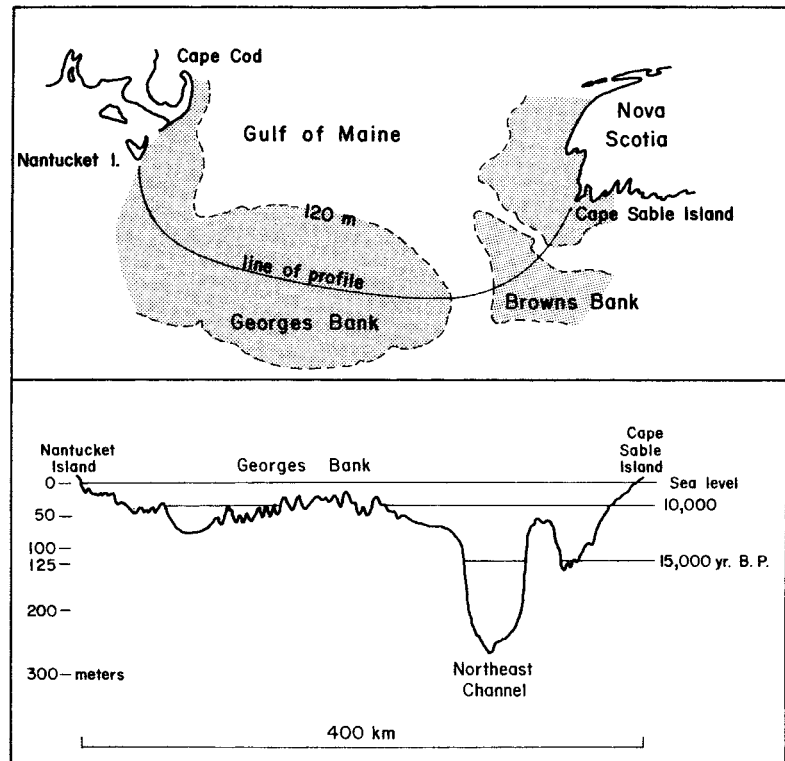 Cape Cod
Nova
Scotia
Gulf of Maine
Nantucket I.
120 m
Cape Sable Island
line of profile
Browns Bank
Georges Bank
Nantucket
Island
Georges Bank
Cape
Sable
Island
0
Sea level
10,000
50
100
125
15,000 yr. B. P.
200
300 meters
Northeast
Channel
400 km